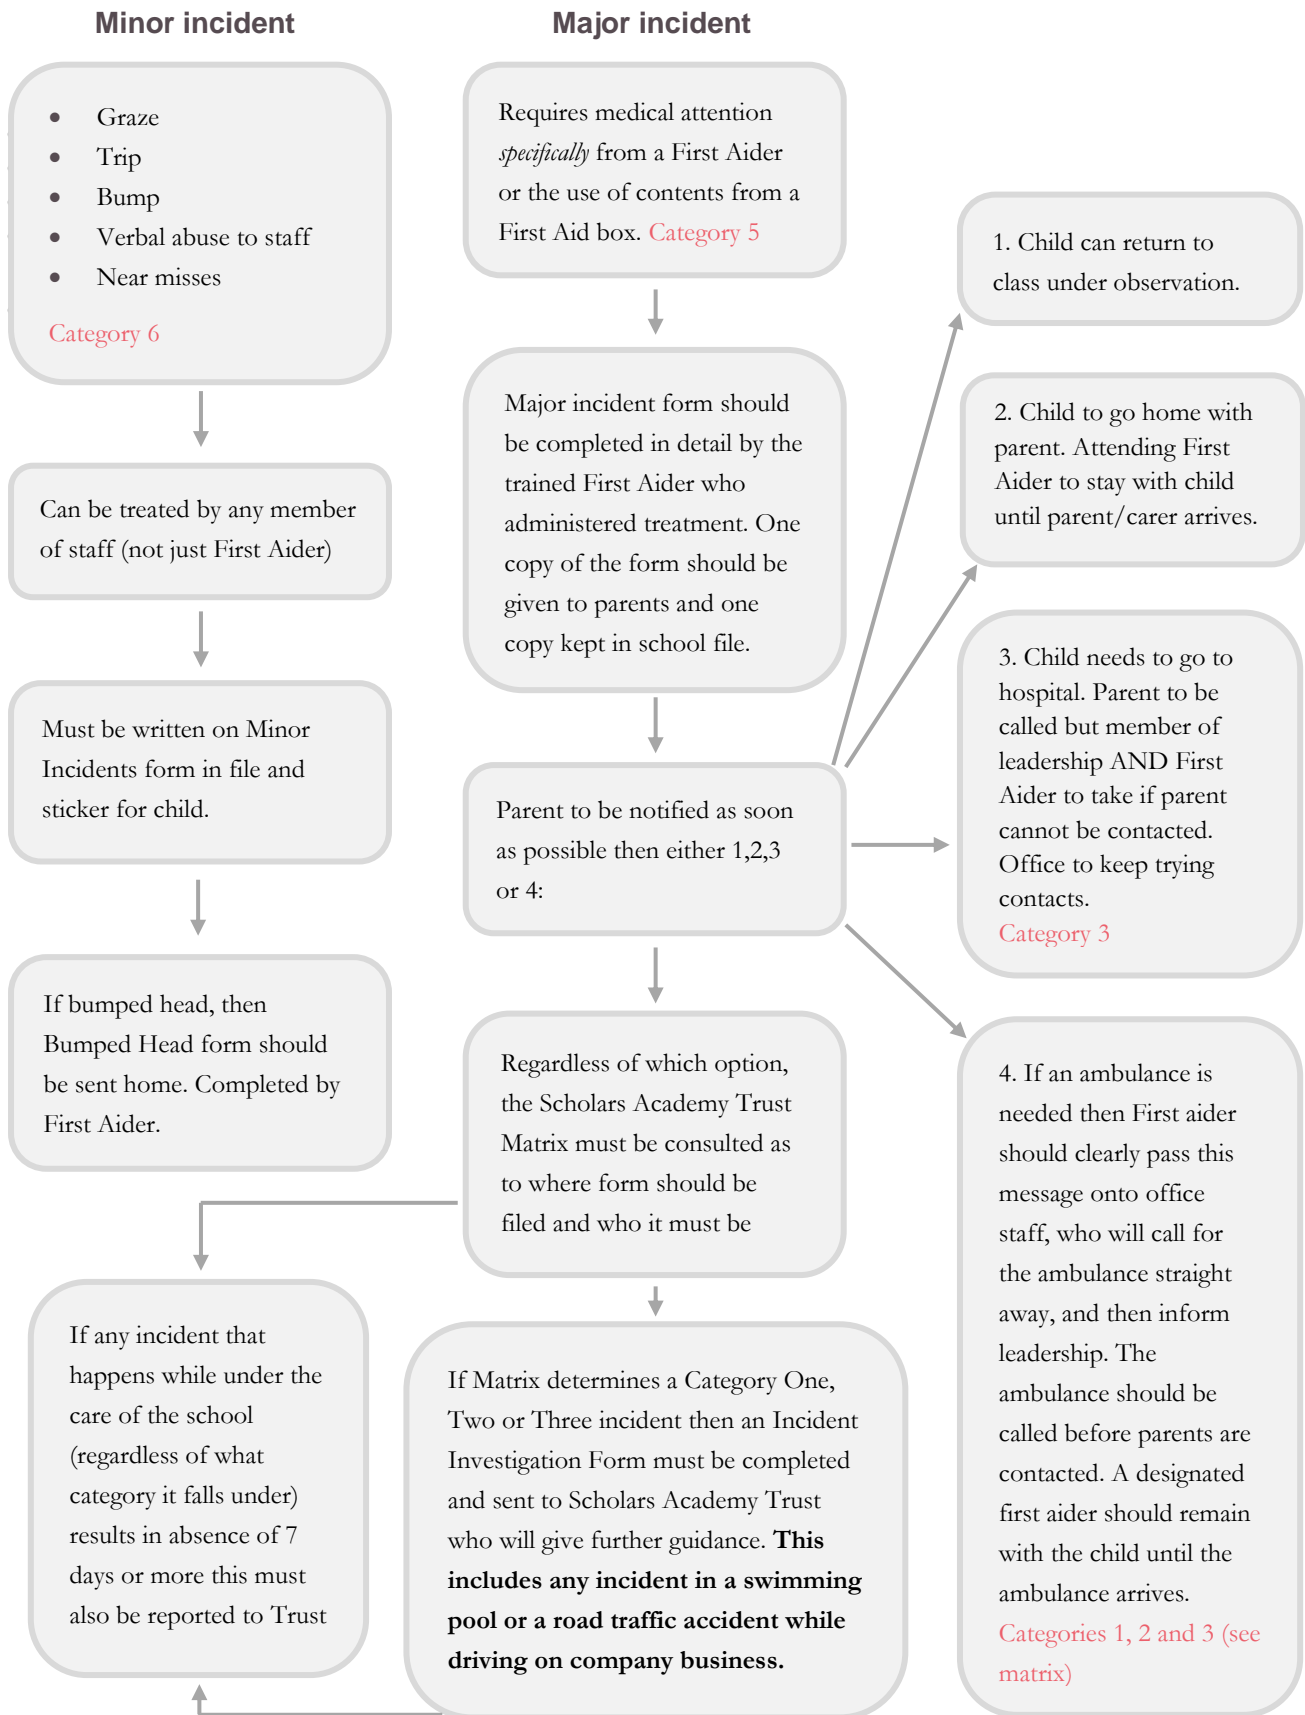 Minor incident
• Graze
• Trip
• Bump
• Verbal abuse to staff
• Near misses
Category 6
Can be treated by any member
of staff (not just First Aider)
Must be written on Minor
Incidents form in file and
sticker for child.
If bumped head, then
Bumped Head form should
be sent home. Completed by
First Aider.
If any incident that
happens while under the
care of the school
(regardless of what
category it falls under)
results in absence of 7
days or more this must
also be reported to Trust
Major incident
Requires medical attention
specifically from a First Aider
or the use of contents from a
First Aid box. Category 5
Major incident form should
be completed in detail by the
trained First Aider who
administered treatment. One
copy of the form should be
given to parents and one
copy kept in school file.
Parent to be notified as soon
as possible then either 1,2,3
or 4:
Regardless of which option,
the Scholars Academy Trust
Matrix must be consulted as
to where form should be
filed and who it must be
If Matrix determines a Category One,
Two or Three incident then an Incident
Investigation Form must be completed
and sent to Scholars Academy Trust
who will give further guidance. This
includes any incident in a swimming
pool or a road traffic accident while
driving on company business.
1. Child can return to
class under observation.
2. Child to go home with
parent. Attending First
Aider to stay with child
until parent/carer arrives.
3. Child needs to go to
hospital. Parent to be
called but member of
leadership AND First
Aider to take if parent
cannot be contacted.
Office to keep trying
contacts.
Category 3
4. If an ambulance is
needed then First aider
should clearly pass this
message onto office
staff, who will call for
the ambulance straight
away, and then inform
leadership. The
ambulance should be
called before parents are
contacted. A designated
first aider should remain
with the child until the
ambulance arrives.
Categories 1, 2 and 3 (see
matrix)